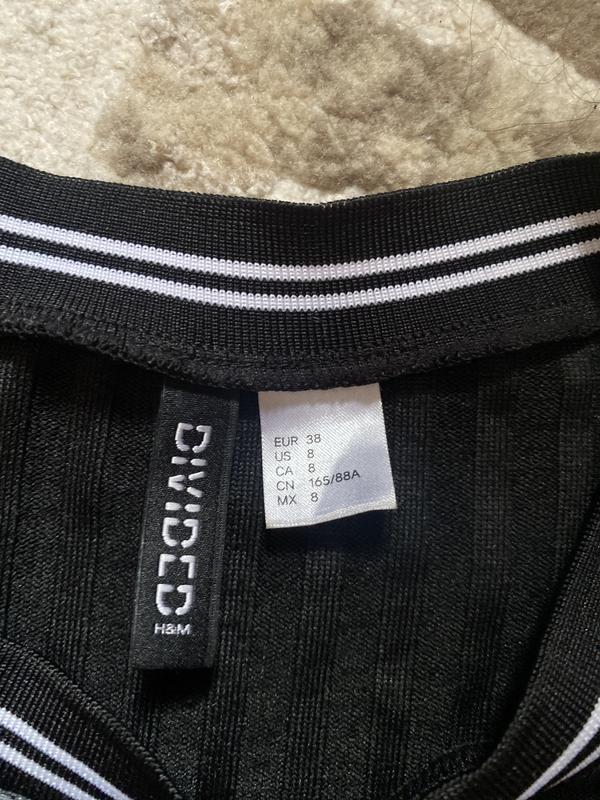 DIVIDED
H&M
EUR 38
US 8
CA 8
CN 165/88A
MX 8